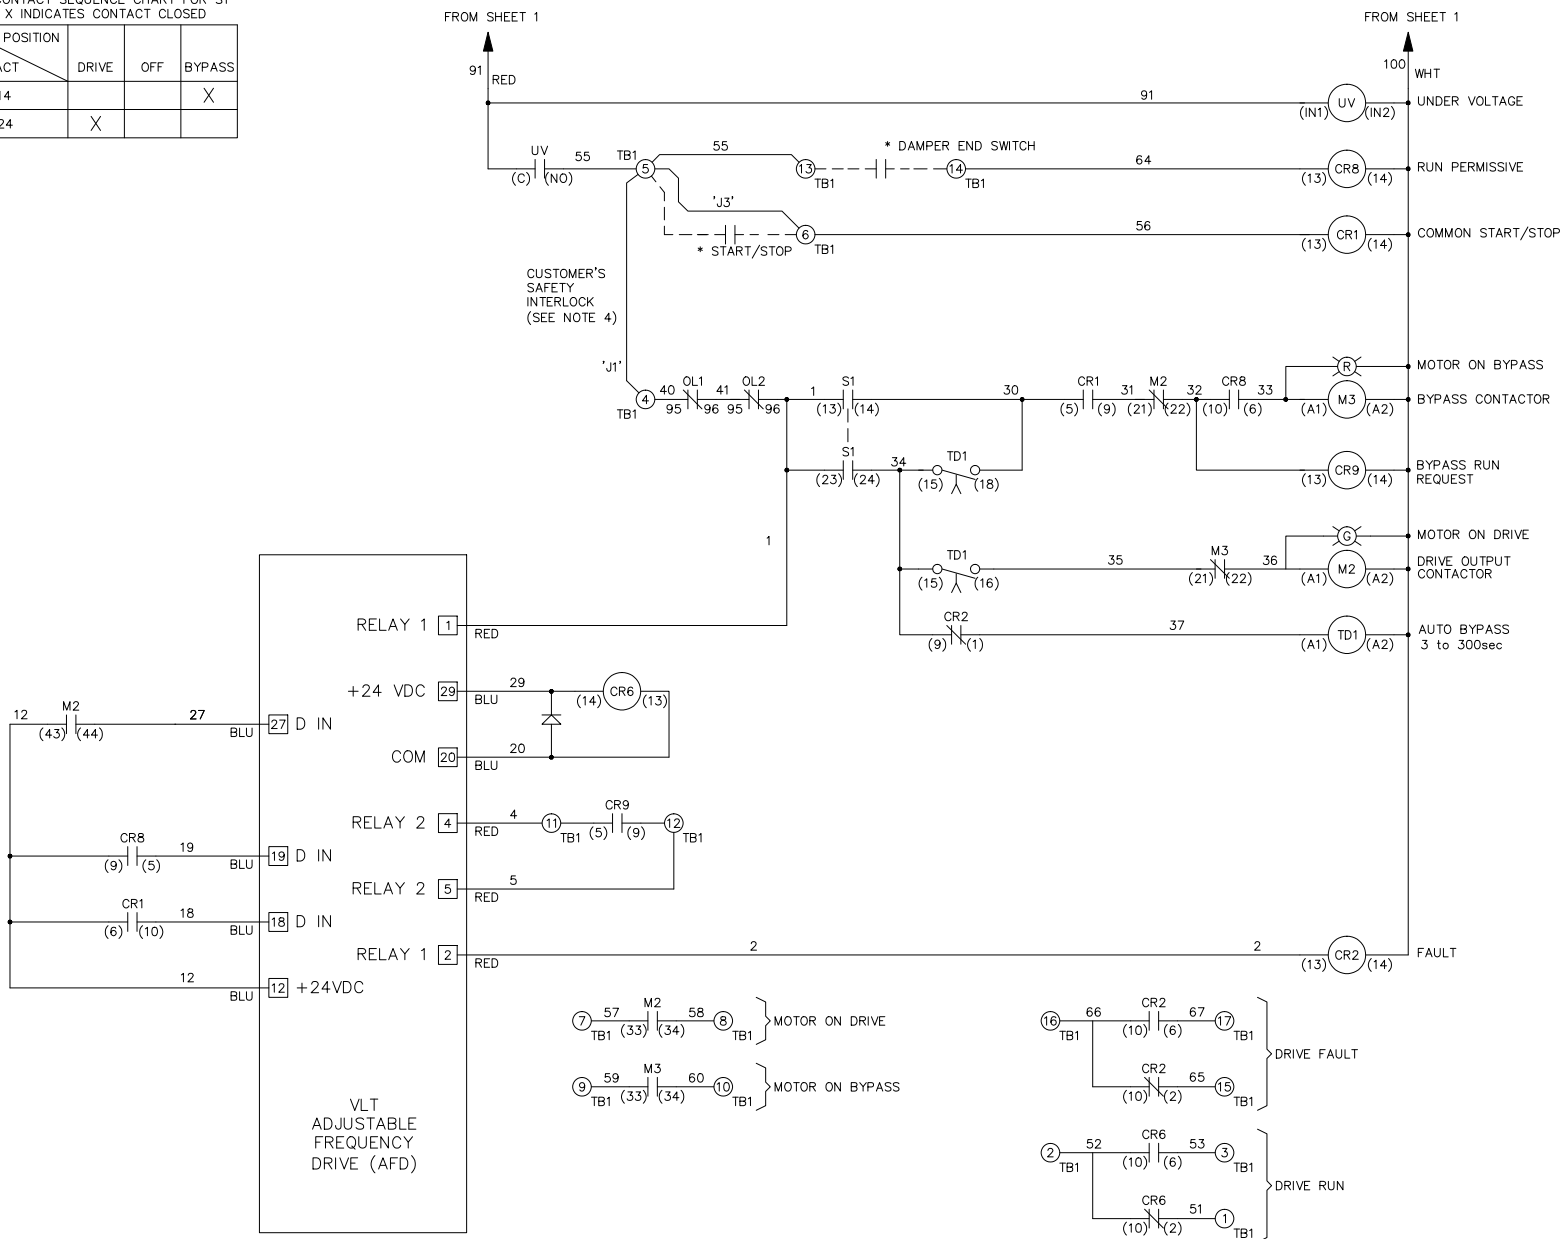 X INDICATES CONTACT CLOSED
POSITION
DRIVE OFF BYPASS
X
24 X
FROM SHEET 1
FROM SHEET 1
91 RED
100 WHT
91
(IN1) UV (IN2) UNDER VOLTAGE
UV 55 TB1 55 * DAMPER END SWITCH 64
(C) (NO) 5 13 TB1 14 TB1 (13) CR8 (14) RUN PERMISSIVE
'J3'
* START/STOP 6 TB1 56 (13) CR1 (14) COMMON START/STOP
CUSTOMER'S
SAFETY
INTERLOCK
(SEE NOTE 4)
'J1'
R MOTOR ON BYPASS
4 TB1 40 OL1 41 OL2 1 S1 30 CR1 31 M2 32 CR8 33
95 96 95 96 (13) (14) (5) (9) (21) (22) (10) (6) (A1) M3 (A2) BYPASS CONTACTOR
S1 34 TD1
(23) (24) (15) (18) (13) CR9 (14) BYPASS RUN
REQUEST
1
G MOTOR ON DRIVE
TD1 35 M3 36
(15) (16) (21) (22) (A1) M2 (A2) DRIVE OUTPUT
CONTACTOR
RELAY 1 1 RED
CR2 37
(9) (1) (A1) TD1 (A2) AUTO BYPASS
3 to 300sec
+24 VDC 29 BLU 29 (14) CR6 (13)
12 M2 27
(43) (44) BLU 27 D IN
COM 20 BLU 20
RELAY 2 4 RED 4 11 TB1 CR9 (5) (9) 12 TB1
CR8 19
(9) (5) BLU 19 D IN
RELAY 2 5 RED 5
CR1 18
(6) (10) BLU 18 D IN
RELAY 1 2 RED 2 2 (13) CR2 (14) FAULT
12 BLU 12 +24VDC
7 TB1 57 M2 (33) (34) 58 8 TB1 MOTOR ON DRIVE
9 TB1 59 M3 (33) (34) 60 10 TB1 MOTOR ON BYPASS
16 TB1 66 CR2 (10) (6) 67 17 TB1
DRIVE FAULT
CR2 (10) (2) 65 15 TB1
2 TB1 52 CR6 (10) (6) 53 3 TB1
DRIVE RUN
CR6 (10) (2) 51 1 TB1
VLT
ADJUSTABLE
FREQUENCY
DRIVE (AFD)